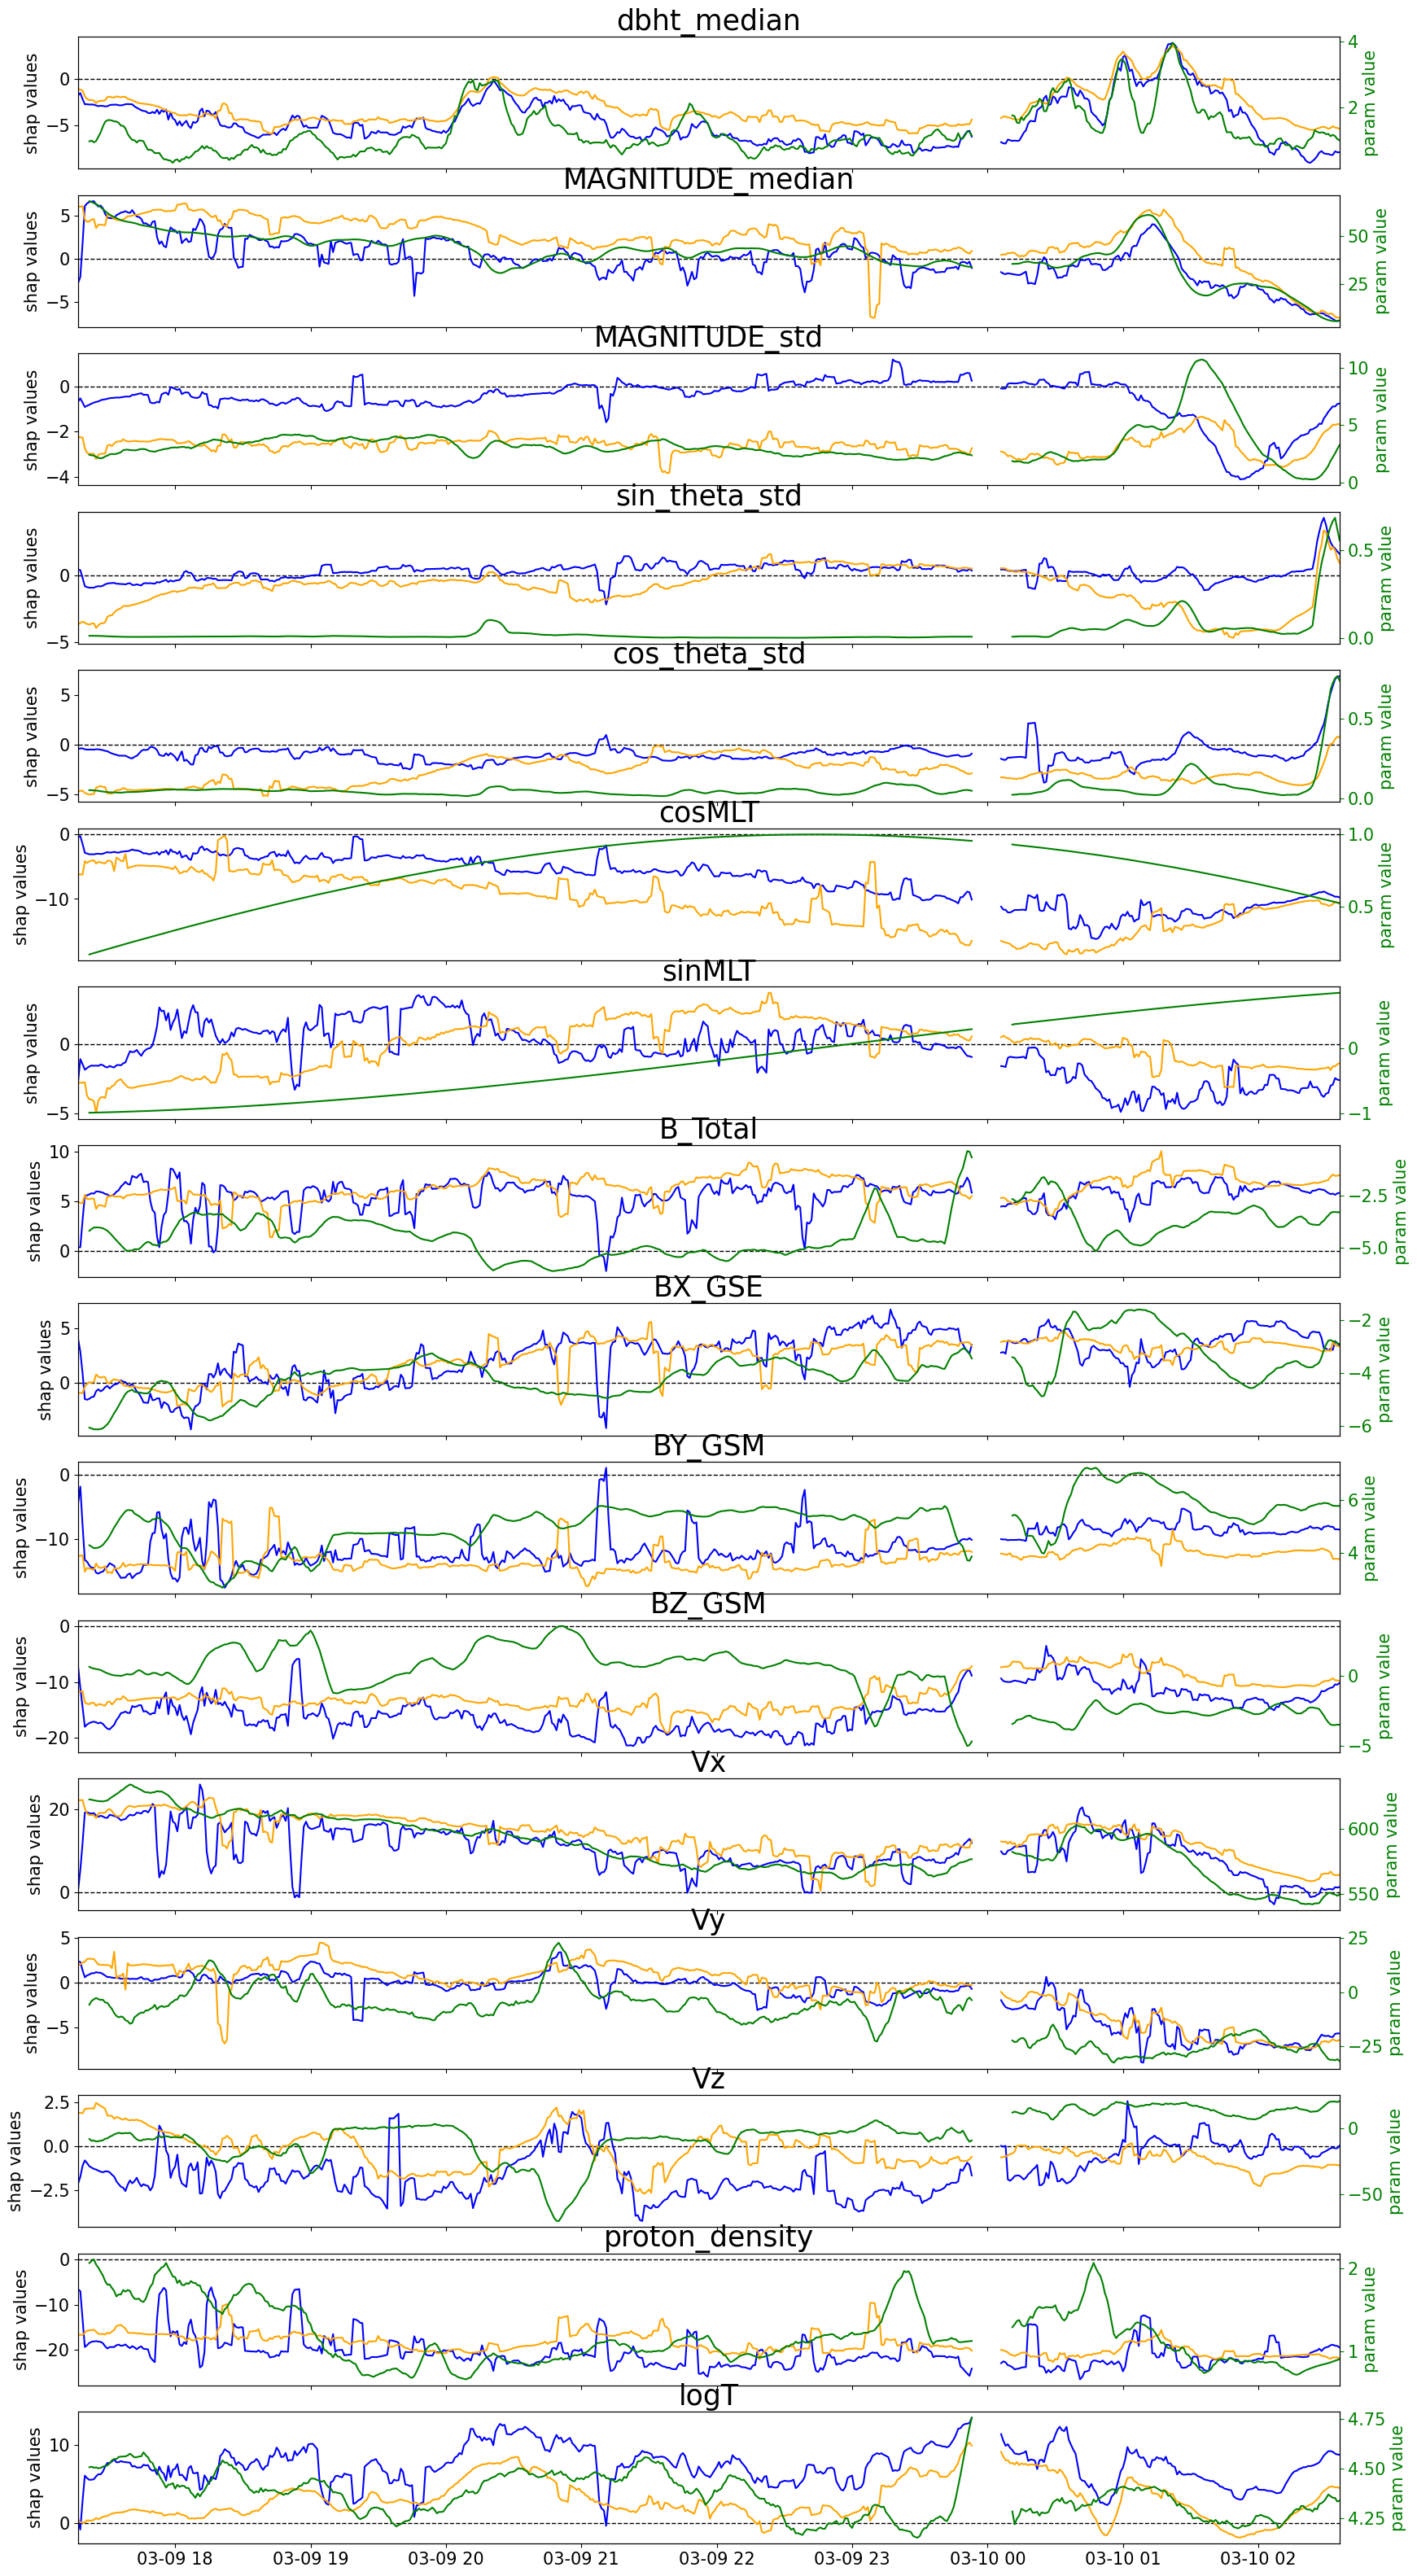 dbht_median
0
−5
shap values
4
2
param value
MAGNITUDE_median
5
0
−5
shap values
50
25
param value
MAGNITUDE_std
0
−2
−4
shap values
10
5
0
param value
sin_theta_std
0
−5
shap values
0.5
0.0
param value
cos_theta_std
5
0
−5
shap values
0.5
0.0
param value
cosMLT
0
−10
shap values
1.0
0.5
param value
sinMLT
5
0
−5
shap values
0
−1
param value
B_Total
10
5
0
shap values
−2.5
−5.0
param value
BX_GSE
5
0
shap values
−2
−4
−6
param value
BY_GSM
0
−10
shap values
6
4
param value
BZ_GSM
0
−10
−20
shap values
0
−5
param value
Vx
20
0
shap values
600
550
param value
Vy
5
0
−5
shap values
25
0
−25
param value
Vz
2.5
0.0
−2.5
shap values
0
−50
param value
proton_density
0
−10
−20
shap values
2
1
param value
logT
10
0
shap values
4.75
4.50
4.25
param value
03-09 18 03-09 19 03-09 20 03-09 21 03-09 22 03-09 23 03-10 00 03-10 01 03-10 02